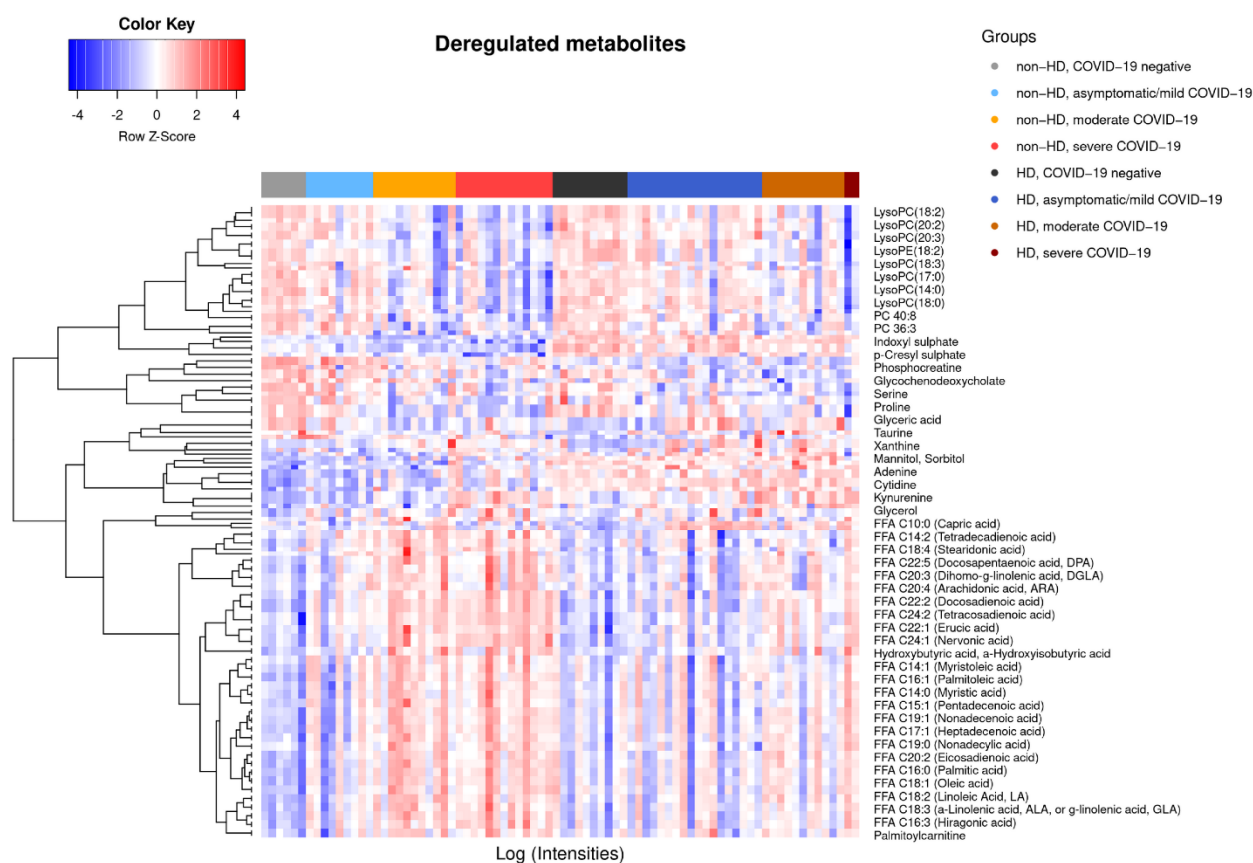 Color Key
-4 -2 0 2 4
Row Z-Score
Deregulated metabolites
Groups
non-HD, COVID-19 negative
non-HD, asymptomatic/mild COVID-19
non-HD, moderate COVID-19
non-HD, severe COVID-19
HD, COVID-19 negative
HD, asymptomatic/mild COVID-19
HD, moderate COVID-19
HD, severe COVID-19
LysoPC(18:2)
LysoPC(20:2)
LysoPC(20:3)
LysoPE(18:2)
LysoPC(18:3)
LysoPC(17:0)
LysoPC(14:0)
LysoPC(18:0)
PC 40:8
PC 36:3
Indoxyl sulphate
p-Cresyl sulphate
Phosphocreatine
Glycochenodeoxycholate
Serine
Proline
Glyceric acid
Taurine
Xanthine
Mannitol, Sorbitol
Adenine
Cytidine
Kynurenine
Glycerol
FFA C10:0 (Capric acid)
FFA C14:2 (Tetradecadienoic acid)
FFA C18:4 (Stearidonic acid)
FFA C22:5 (Docosapentaenoic acid, DPA)
FFA C20:3 (Dihomo-g-linolenic acid, DGLA)
FFA C20:4 (Arachidonic acid, ARA)
FFA C22:2 (Docosadienoic acid)
FFA C24:2 (Tetracosadienoic acid)
FFA C22:1 (Erucic acid)
FFA C24:1 (Nervonic acid)
Hydroxybutyric acid, a-Hydroxyisobutyric acid
FFA C14:1 (Myristoleic acid)
FFA C16:1 (Palmitoleic acid)
FFA C14:0 (Myristic acid)
FFA C15:1 (Pentadecenoic acid)
FFA C19:1 (Nonadecenoic acid)
FFA C17:1 (Heptadecenoic acid)
FFA C19:0 (Nonadecylic acid)
FFA C20:2 (Eicosadienoic acid)
FFA C16:0 (Palmitic acid)
FFA C18:1 (Oleic acid)
FFA C18:2 (Linoleic Acid, LA)
FFA C18:3 (a-Linolenic acid, ALA, or g-linolenic acid, GLA)
FFA C16:3 (Hiragonic acid)
Palmitoylcarnitine
Log (Intensities)